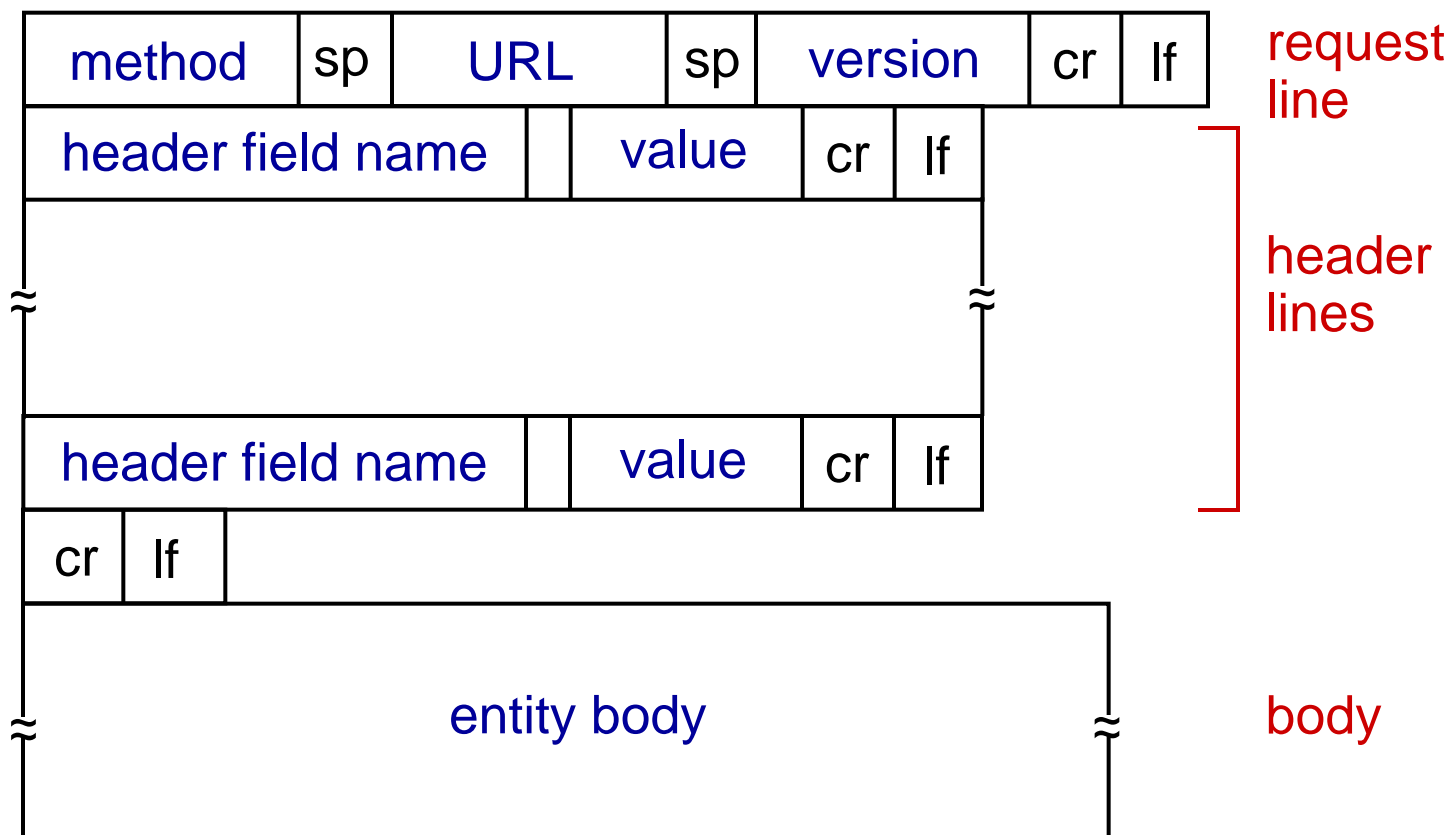 method sp URL sp version cr lf request
line
header field name value cr lf
header
lines
≈ ≈
header field name value cr lf
cr lf
entity body body
≈ ≈